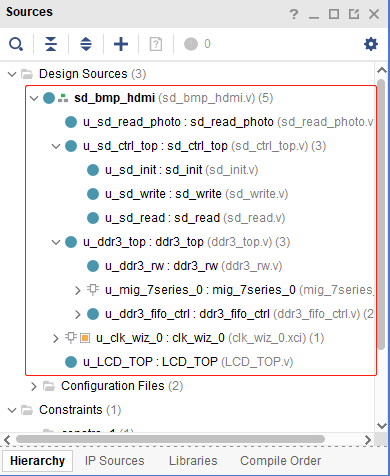 Sources
? _ □ ⧉ ×
0
Design Sources (3)
sd_bmp_hdmi (sd_bmp_hdmi.v) (5)
u_sd_read_photo : sd_read_photo (sd_read_photo.v
u_sd_ctrl_top : sd_ctrl_top (sd_ctrl_top.v) (3)
u_sd_init : sd_init (sd_init.v)
u_sd_write : sd_write (sd_write.v)
u_sd_read : sd_read (sd_read.v)
u_ddr3_top : ddr3_top (ddr3_top.v) (3)
u_ddr3_rw : ddr3_rw (ddr3_rw.v)
u_mig_7series_0 : mig_7series_0 (mig_7series_
u_ddr3_fifo_ctrl : ddr3_fifo_ctrl (ddr3_fifo_ctrl.v) (2
u_clk_wiz_0 : clk_wiz_0 (clk_wiz_0.xci) (1)
u_LCD_TOP : LCD_TOP (LCD_TOP.v)
Configuration Files (2)
Constraints (1)
Hierarchy IP Sources Libraries Compile Order